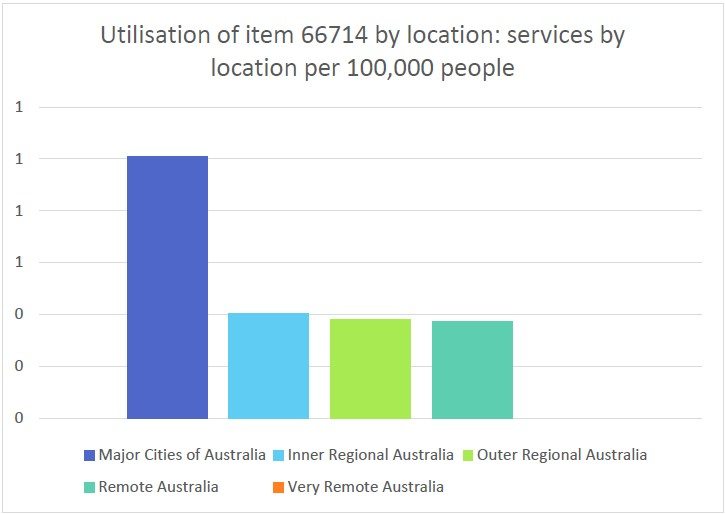 Utilisation of item 66714 by location: services by
location per 100,000 people
1
1
1
1
0
0
0
Major Cities of Australia Inner Regional Australia Outer Regional Australia
Remote Australia Very Remote Australia